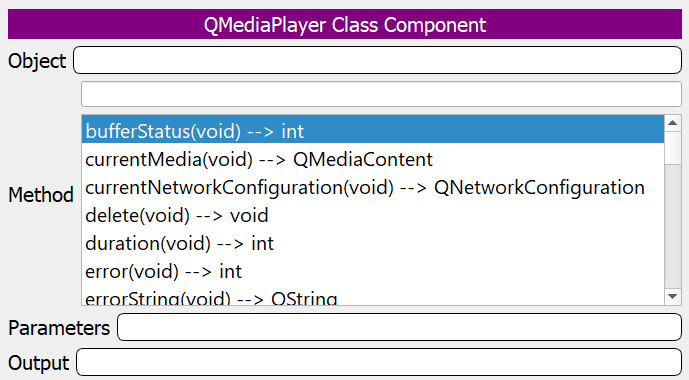 QMediaPlayer Class Component
Object
bufferStatus(void) --> int
currentMedia(void) --> QMediaContent
currentNetworkConfiguration(void) --> QNetworkConfiguration
Method
delete(void) --> void
duration(void) --> int
error(void) --> int
errorString(void) --> QString
Parameters
Output